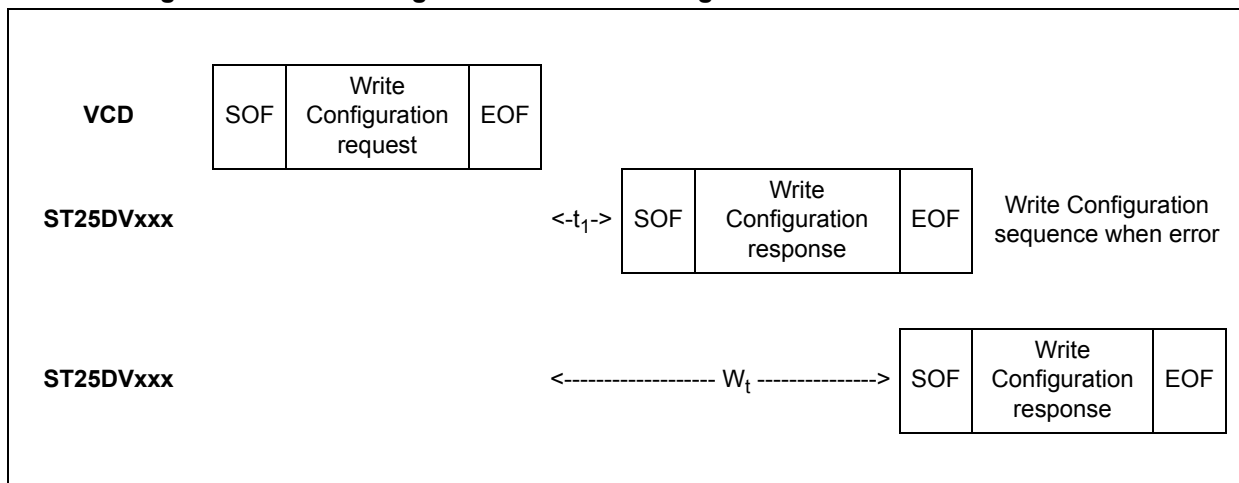 VCD
SOF
Write
Configuration
request
EOF
ST25DVxxx
<-t1->
SOF
Write
Configuration
response
EOF
Write Configuration
sequence when error
ST25DVxxx
<------------------- Wt --------------->
SOF
Write
Configuration
response
EOF